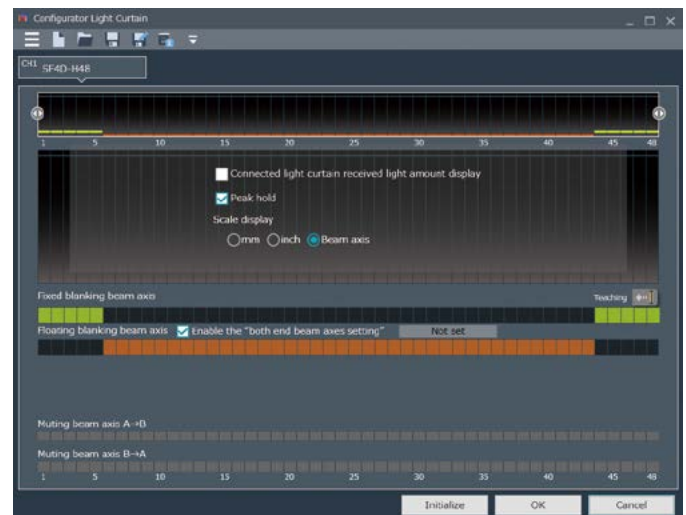 Configurator Light Curtain
CH1 SF4D-H48
1 5 10 15 20 25 30 35 40 45 48
Connected light curtain received light amount display
Peak hold
Scale display
mm inch Beam axis
Fixed blanking beam axis Teaching
Floating blanking beam axis Enable the "both end beam axes setting" Not set
Muting beam axis A→B
Muting beam axis B→A
1 5 10 15 20 25 30 35 40 45 48
Initialize OK Cancel